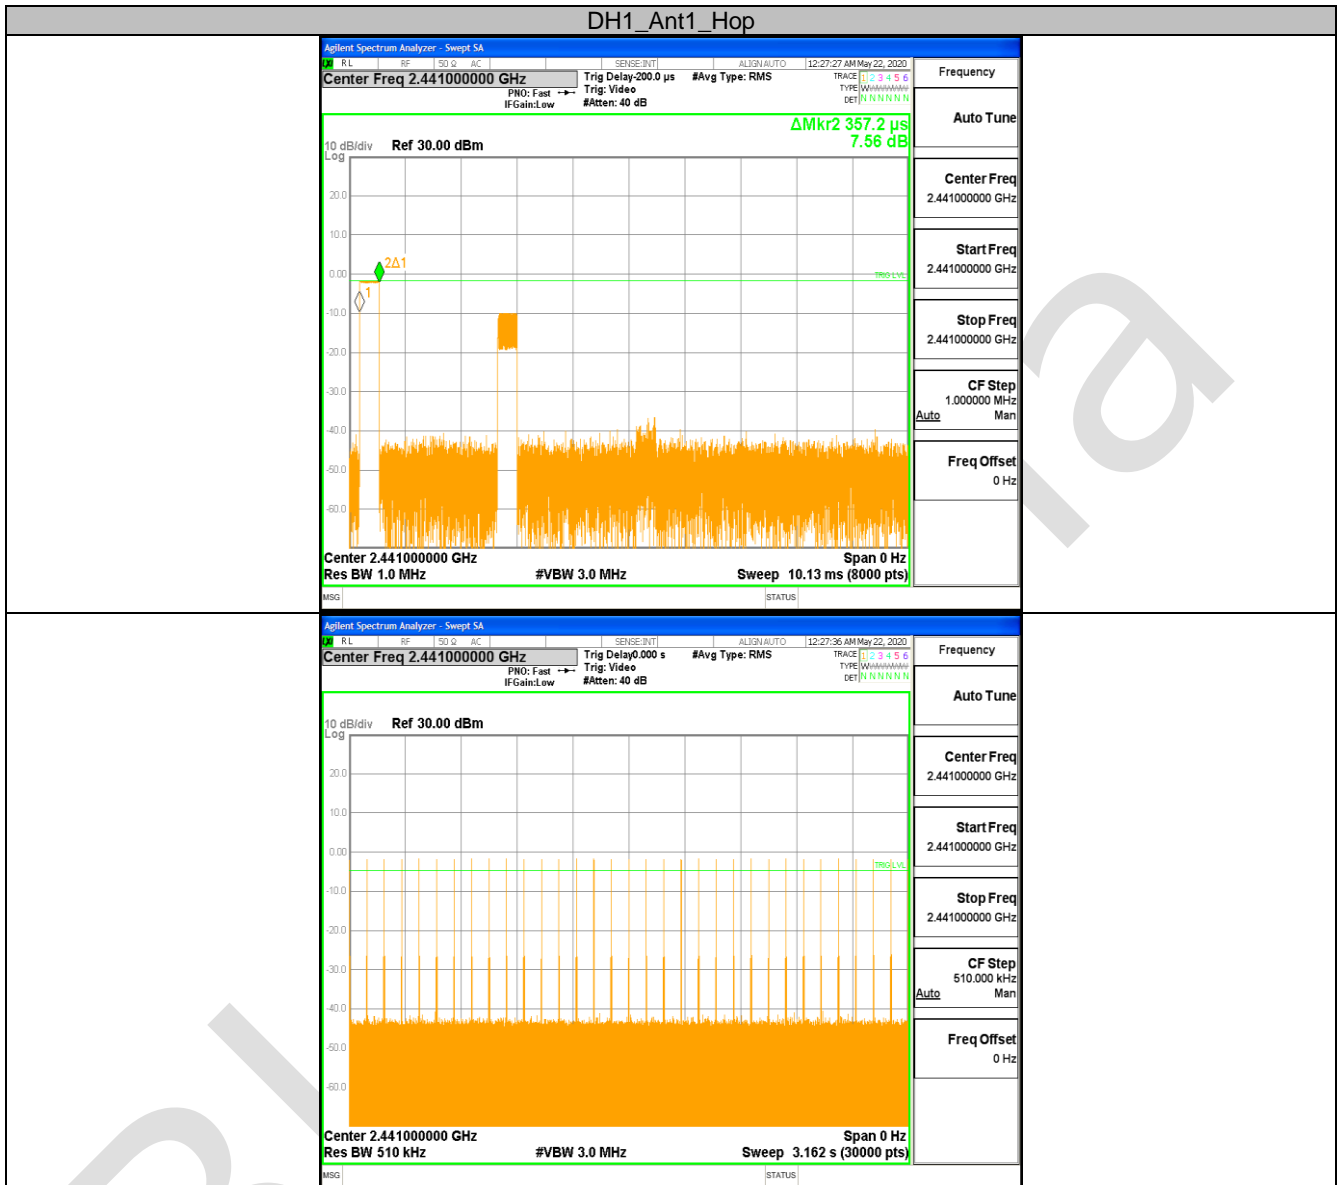 DH1_Ant1_Hop
Agilent Spectrum Analyzer - Swept SA
RL RF 50 Ω AC SENSE:INT ALIGN AUTO 12:27:27 AM May 22, 2020
Center Freq 2.441000000 GHz
PNO: Fast
IFGain:Low
Trig Delay-200.0 µs
Trig: Video
#Atten: 40 dB
#Avg Type: RMS
TRACE 1 2 3 4 5 6
TYPE WWWWWWW
DET N N N N N N
ΔMkr2 357.2 µs
7.56 dB
10 dB/div
Log
Ref 30.00 dBm
20.0
10.0
0.00
-10.0
-20.0
-30.0
-40.0
-50.0
-60.0
2Δ1
1
TRIG LVL
Center 2.441000000 GHz
Span 0 Hz
Res BW 1.0 MHz
#VBW 3.0 MHz
Sweep 10.13 ms (8000 pts)
MSG
STATUS
Frequency
Auto Tune
Center Freq
2.441000000 GHz
Start Freq
2.441000000 GHz
Stop Freq
2.441000000 GHz
CF Step
1.000000 MHz
Auto Man
Freq Offset
0 Hz
Agilent Spectrum Analyzer - Swept SA
RL RF 50 Ω AC SENSE:INT ALIGN AUTO 12:27:36 AM May 22, 2020
Center Freq 2.441000000 GHz
PNO: Fast
IFGain:Low
Trig Delay0.000 s
Trig: Video
#Atten: 40 dB
#Avg Type: RMS
TRACE 1 2 3 4 5 6
TYPE WWWWWWW
DET N N N N N N
10 dB/div
Log
Ref 30.00 dBm
20.0
10.0
0.00
-10.0
-20.0
-30.0
-40.0
-50.0
-60.0
TRIG LVL
Center 2.441000000 GHz
Span 0 Hz
Res BW 510 kHz
#VBW 3.0 MHz
Sweep 3.162 s (30000 pts)
MSG
STATUS
Frequency
Auto Tune
Center Freq
2.441000000 GHz
Start Freq
2.441000000 GHz
Stop Freq
2.441000000 GHz
CF Step
510.000 kHz
Auto Man
Freq Offset
0 Hz